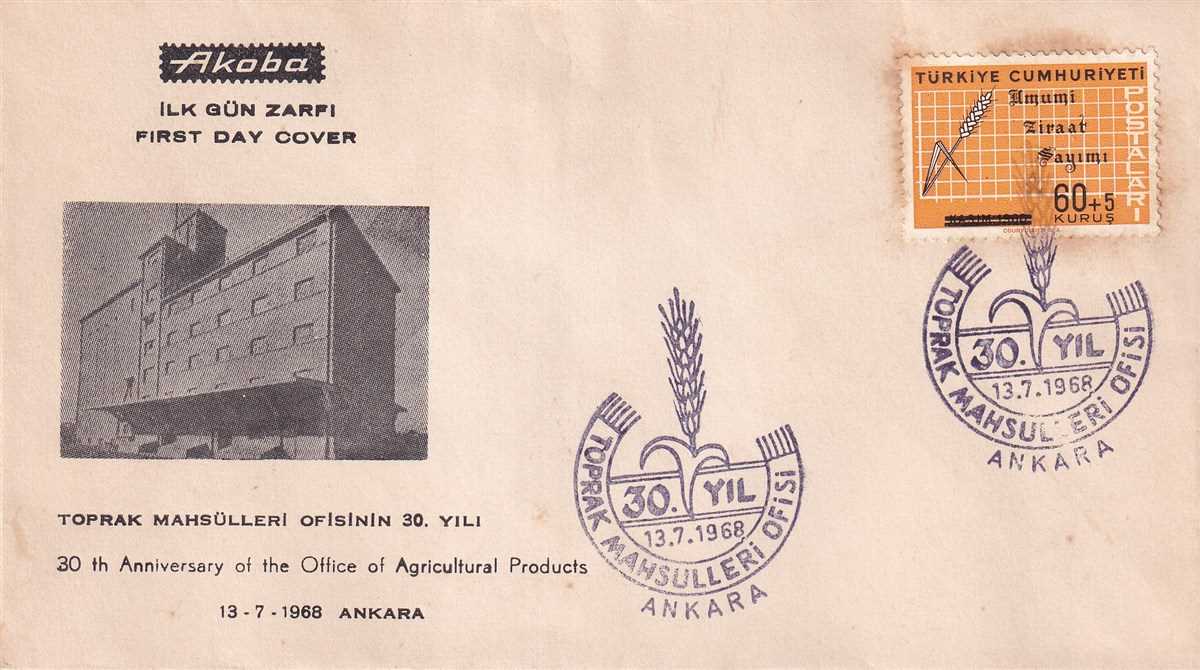 Akoba
İLK GÜN ZARFI
FIRST DAY COVER
TÜRKİYE CUMHURİYETİ
POSTALARI
Umumi
Ziraat
Sayımı
60+5
KURUŞ
TOPRAK MAHSULLERİ OFİSİ
30. YIL
13.7.1968
ANKARA
TOPRAK MAHSULLERİ OFİSİ
30. YIL
13.7.1968
ANKARA
TOPRAK MAHSÜLLERİ OFİSİNİN 30. YILI
30 th Anniversary of the Office of Agricultural Products
13-7-1968 ANKARA